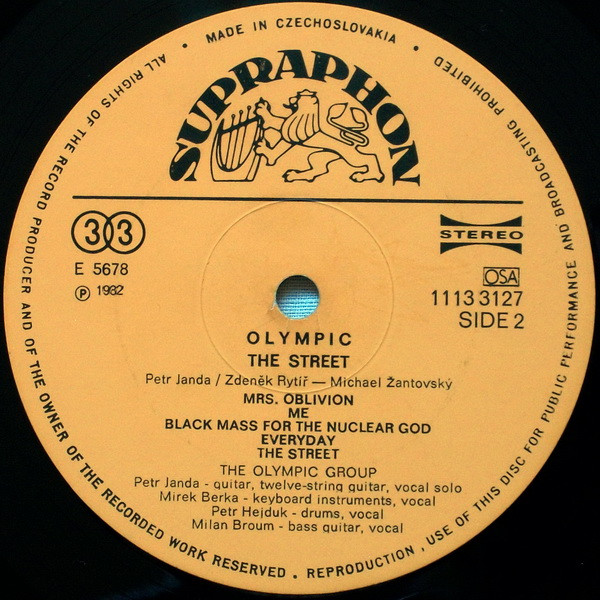 ALL RIGHTS OF THE RECORD PRODUCER AND OF THE OWNER OF THE RECORDED WORK RESERVED • REPRODUCTION, USE OF THIS DISC FOR PUBLIC PERFORMANCE AND BROADCASTING PROHIBITED
• MADE IN CZECHOSLOVAKIA •
SUPRAPHON
33
STEREO
E 5678
Ⓟ 1982
OSA
1113 3127
SIDE 2
OLYMPIC
THE STREET
Petr Janda / Zdeněk Rytíř — Michael Žantovský
MRS. OBLIVION
ME
BLACK MASS FOR THE NUCLEAR GOD
EVERYDAY
THE STREET
THE OLYMPIC GROUP
Petr Janda - guitar, twelve-string guitar, vocal solo
Mirek Berka - keyboard instruments, vocal
Petr Hejduk - drums, vocal
Milan Broum - bass guitar, vocal